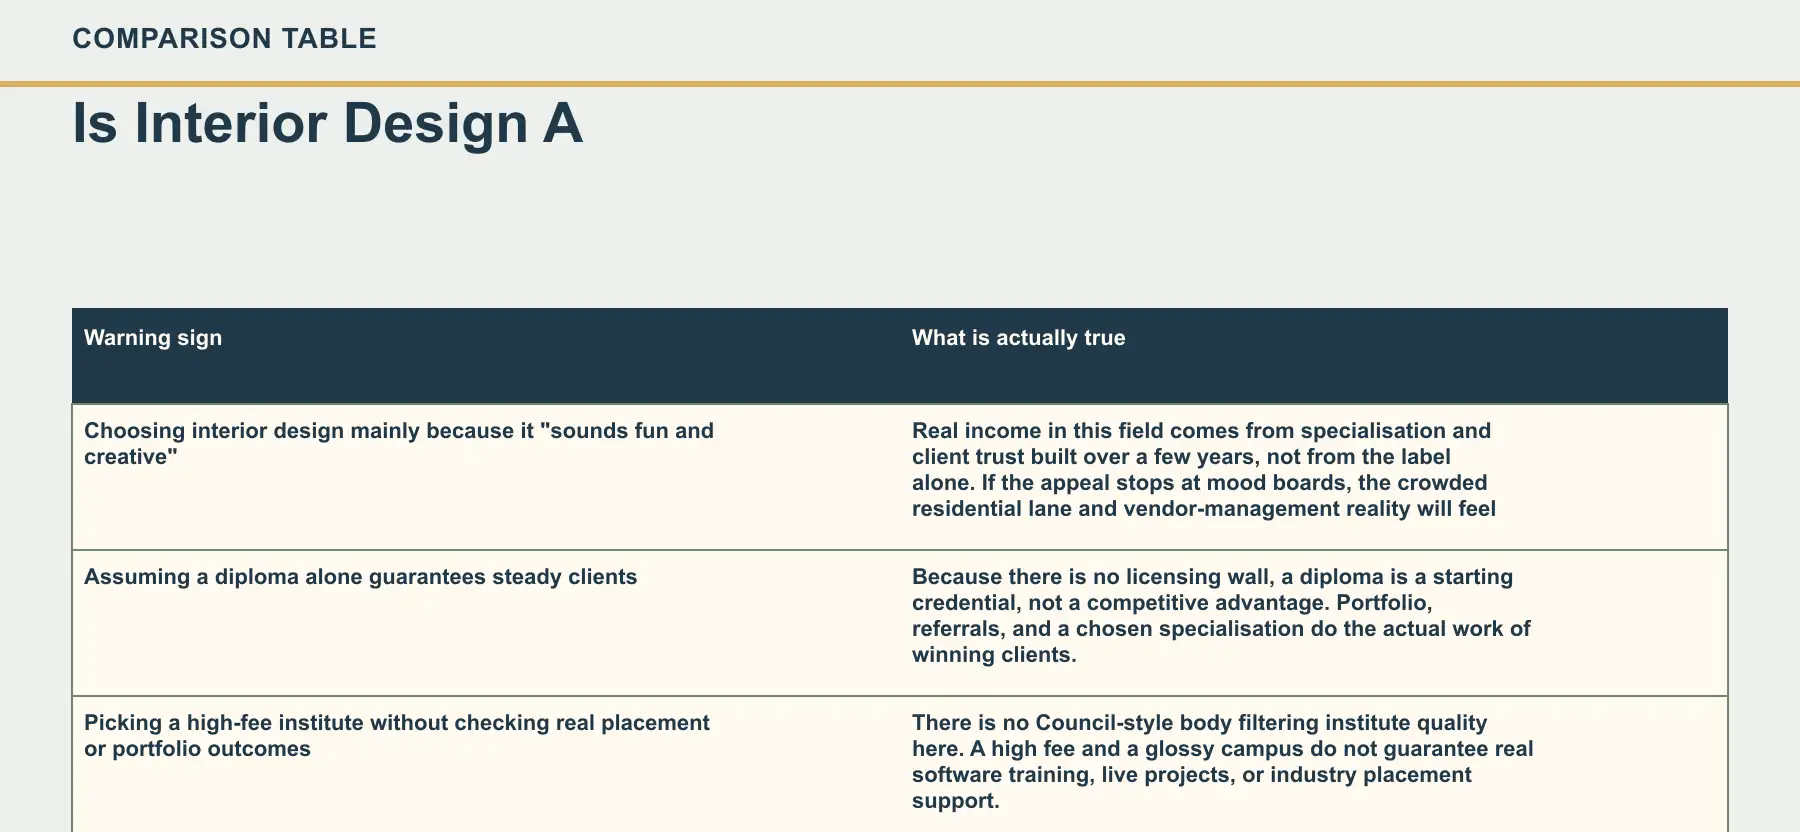 COMPARISON TABLE
Is Interior Design A
Warning sign
What is actually true
Choosing interior design mainly because it "sounds fun and
creative"
Real income in this field comes from specialisation and
client trust built over a few years, not from the label
alone. If the appeal stops at mood boards, the crowded
residential lane and vendor-management reality will feel
Assuming a diploma alone guarantees steady clients
Because there is no licensing wall, a diploma is a starting
credential, not a competitive advantage. Portfolio,
referrals, and a chosen specialisation do the actual work of
winning clients.
Picking a high-fee institute without checking real placement
or portfolio outcomes
There is no Council-style body filtering institute quality
here. A high fee and a glossy campus do not guarantee real
software training, live projects, or industry placement
support.